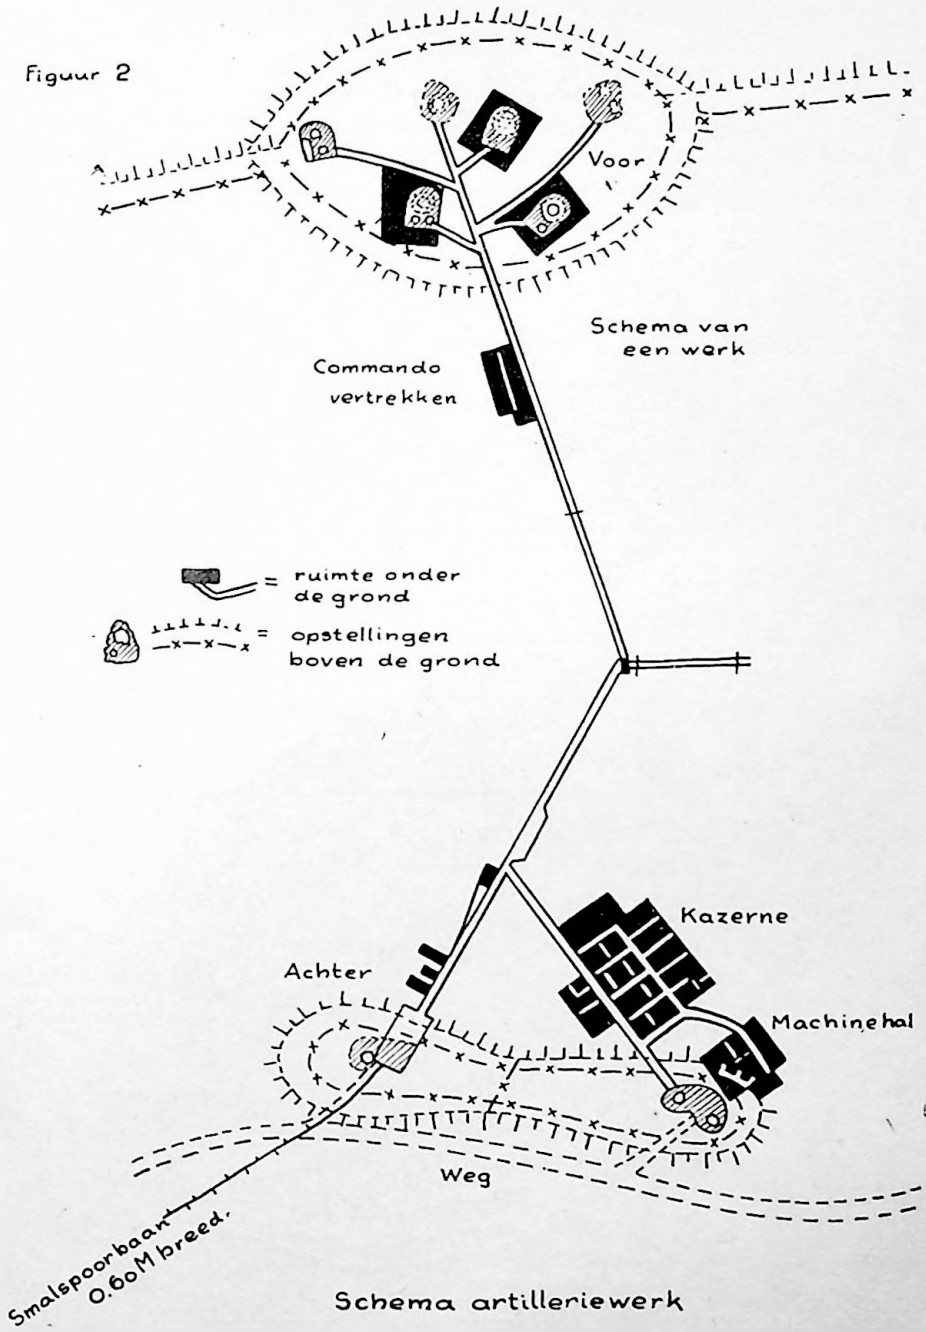 Figuur 2
Voor
Schema van
een werk
Commando
vertrekken
= ruimte onder
de grond
= opstellingen
boven de grond
Kazerne
Achter
Machinehal
Weg
Smalspoorbaan
0.60 M breed.
Schema artilleriewerk